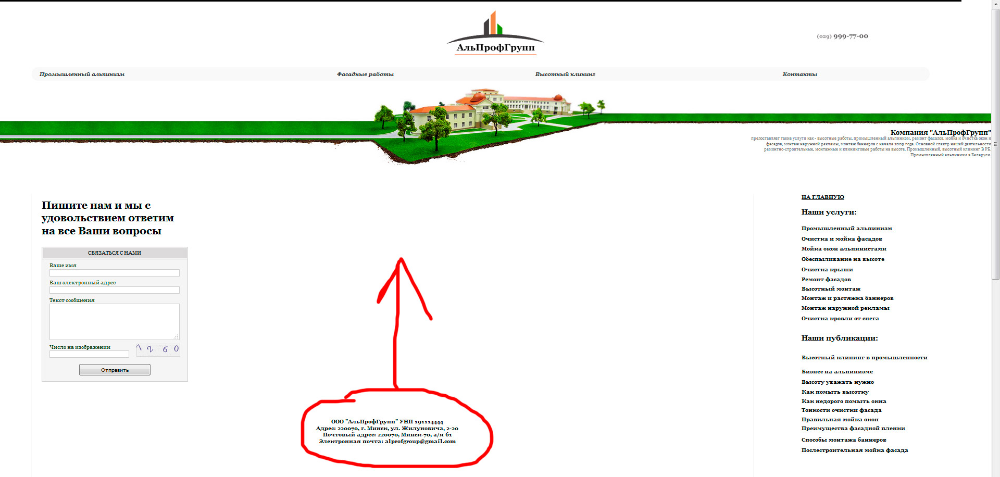 АльПрофГрупп
(029) 999-77-00
Промышленный альпинизм
Фасадные работы
Высотный клининг
Контакты
Компания "АльПрофГрупп"
предоставляет такие услуги как - высотные работы, промышленный альпинизм, ремонт фасадов, мойка и очистка окон и
фасадов, монтаж наружной рекламы, монтаж баннеров с начала 2009 года. Основной спектр нашей деятельности
ремонтно-строительные, монтажные и клининговые работы на высоте. Промышленный, высотный клининг В РБ.
Промышленный альпинизм в Беларуси.
Пишите нам и мы с
удовольствием ответим
на все Ваши вопросы
СВЯЗАТЬСЯ С НАМИ
Ваше имя
Ваш электронный адрес
Текст сообщения
Число на изображении
1 2 6 0
Отправить
ООО "АльПрофГрупп" УНП 191114444
Адрес: 220070, г. Минск, ул. Жилуновича, 2-20
Почтовый адрес: 220070, Минск-70, а/я 61
Электронная почта: alprofgroup@gmail.com
НА ГЛАВНУЮ
Наши услуги:
Промышленный альпинизм
Очистка и мойка фасадов
Мойка окон альпинистами
Обеспыливание на высоте
Очистка крыши
Ремонт фасадов
Высотный монтаж
Монтаж и растяжка баннеров
Монтаж наружной рекламы
Очистка кровли от снега
Наши публикации:
Высотный клининг в промышленности
Бизнес на альпинизме
Высоту уважать нужно
Как помыть высотку
Как недорого помыть окна
Тонкости очистки фасада
Правильная мойка окон
Преимущества фасадной пленки
Способы монтажа баннеров
Послестроительная мойка фасада